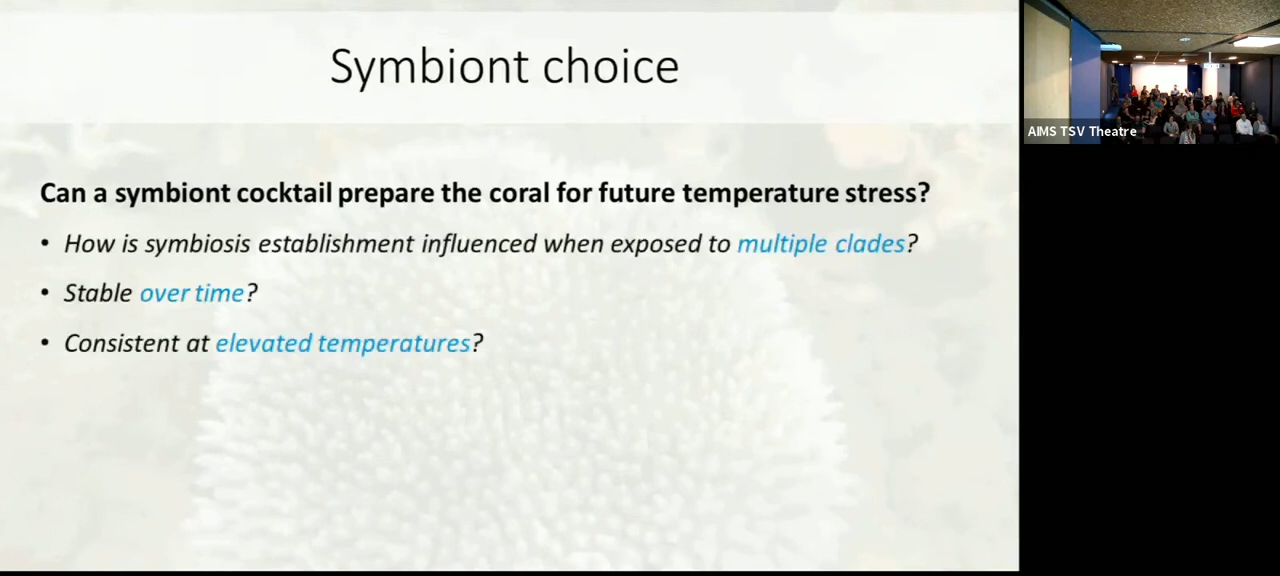 Symbiont choice
AIMS TSV Theatre
Can a symbiont cocktail prepare the coral for future temperature stress?
• How is symbiosis establishment influenced when exposed to multiple clades?
• Stable over time?
• Consistent at elevated temperatures?